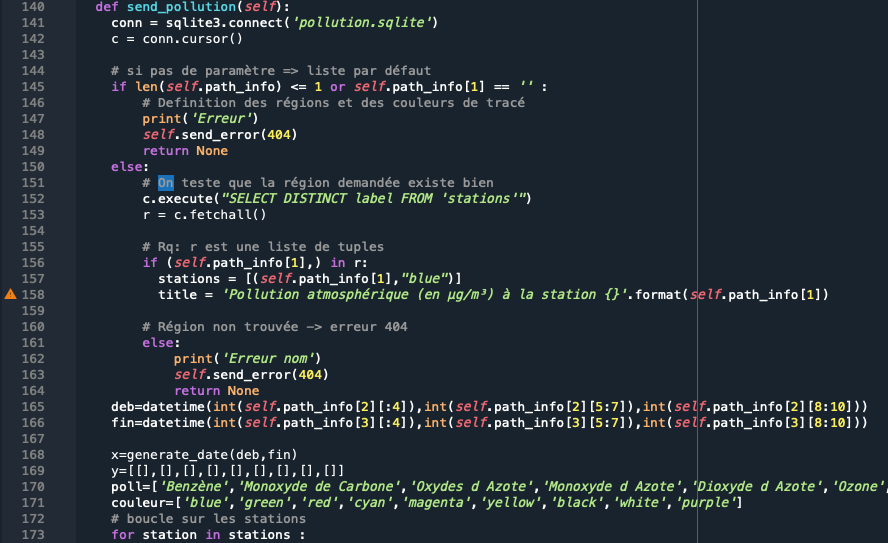 140 def send_pollution(self):
141 conn = sqlite3.connect('pollution.sqlite')
142 c = conn.cursor()
143
144 # si pas de paramètre => liste par défaut
145 if len(self.path_info) <= 1 or self.path_info[1] == '' :
146 # Definition des régions et des couleurs de tracé
147 print('Erreur')
148 self.send_error(404)
149 return None
150 else:
151 # On teste que la région demandée existe bien
152 c.execute("SELECT DISTINCT label FROM 'stations'")
153 r = c.fetchall()
154
155 # Rq: r est une liste de tuples
156 if (self.path_info[1],) in r:
157 stations = [(self.path_info[1],"blue")]
158 title = 'Pollution atmosphérique (en µg/m³) à la station {}'.format(self.path_info[1])
159
160 # Région non trouvée -> erreur 404
161 else:
162 print('Erreur nom')
163 self.send_error(404)
164 return None
165 deb=datetime(int(self.path_info[2][:4]),int(self.path_info[2][5:7]),int(self.path_info[2][8:10]))
166 fin=datetime(int(self.path_info[3][:4]),int(self.path_info[3][5:7]),int(self.path_info[3][8:10]))
167
168 x=generate_date(deb,fin)
169 y=[[],[],[],[],[],[],[],[],[]]
170 poll=['Benzène','Monoxyde de Carbone','Oxydes d Azote','Monoxyde d Azote','Dioxyde d Azote','Ozone',
171 couleur=['blue','green','red','cyan','magenta','yellow','black','white','purple']
172 # boucle sur les stations
173 for station in stations :